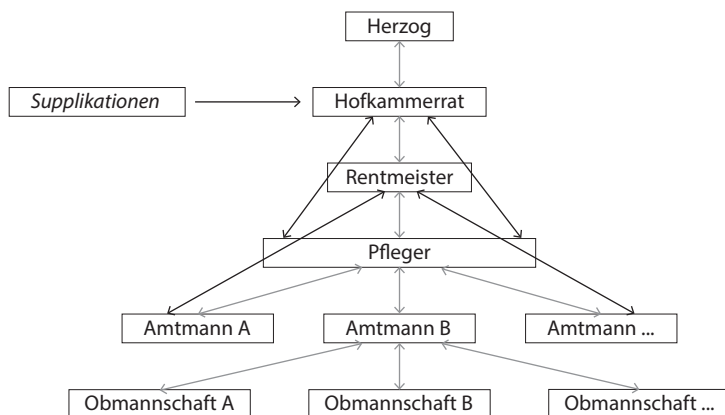 Herzog
Supplikationen
Hofkammerrat
Rentmeister
Pfleger
Amtmann A
Amtmann B
Amtmann ...
Obmannschaft A
Obmannschaft B
Obmannschaft ...